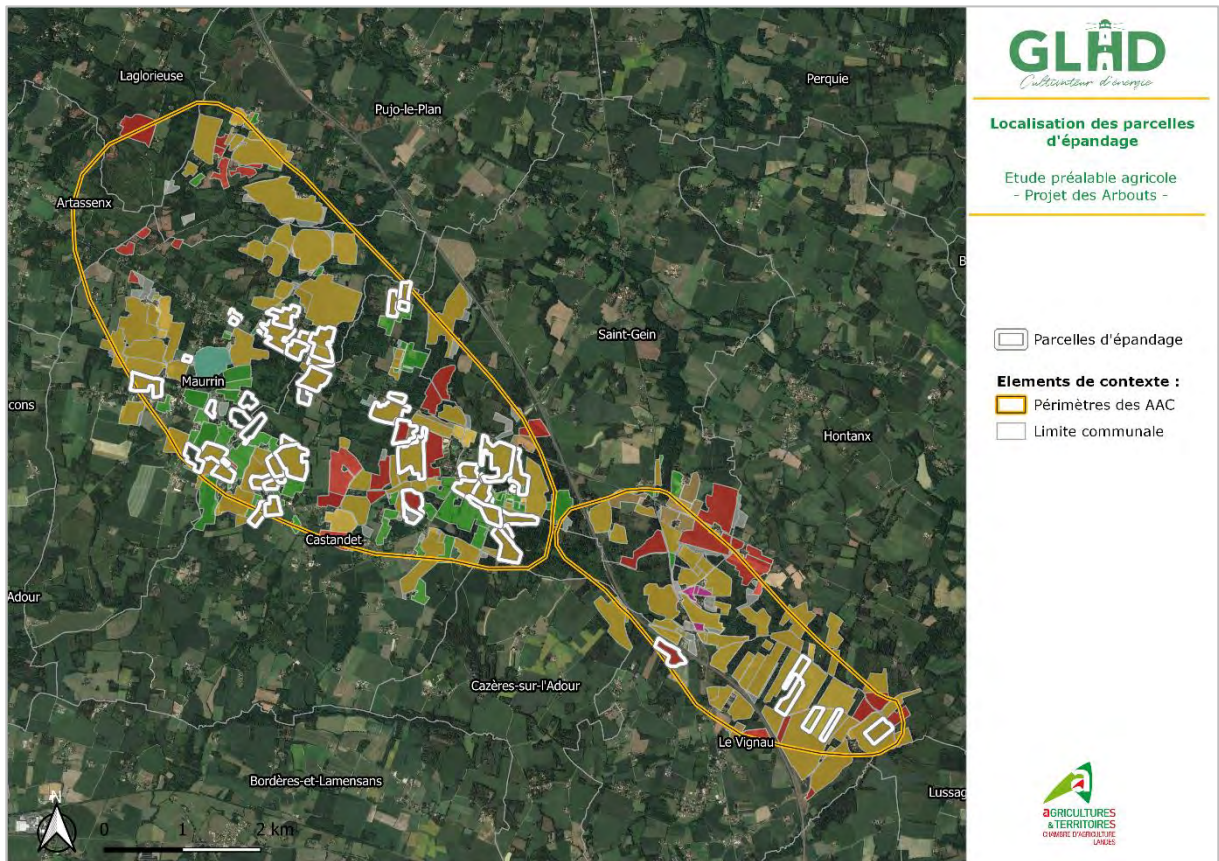 Laglorieuse
Pujo-le-Plan
Perquie
Artassenx
B
Saint-Gein
Maurrin
cons
Hontanx
Castandet
Adour
Cazères-sur-l'Adour
Le Vignau
Bordères-et-Lamensans
Lussag
N
0 1 2 km
GLHD
Cultivateur d'énergie
Localisation des parcelles
d'épandage
Etude préalable agricole
- Projet des Arbouts -
Parcelles d'épandage
Elements de contexte :
Périmètres des AAC
Limite communale
a
AGRICULTURES
& TERRITOIRES
CHAMBRE D'AGRICULTURE
LANDES